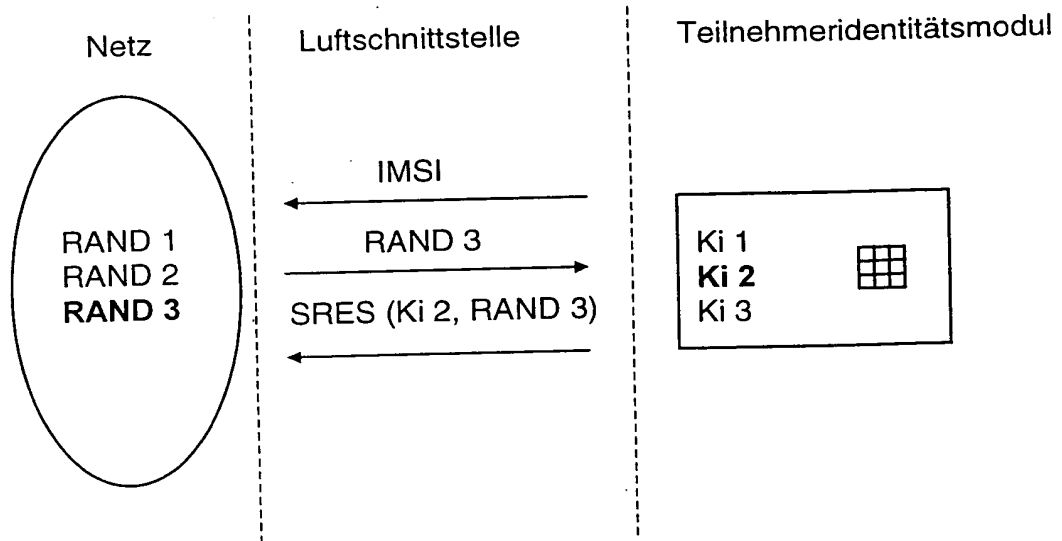 Netz
Luftschnittstelle
Teilnehmeridentitätsmodul
IMSI
RAND 1
RAND 2
RAND 3
RAND 3
SRES (Ki 2, RAND 3)
Ki 1
Ki 2
Ki 3